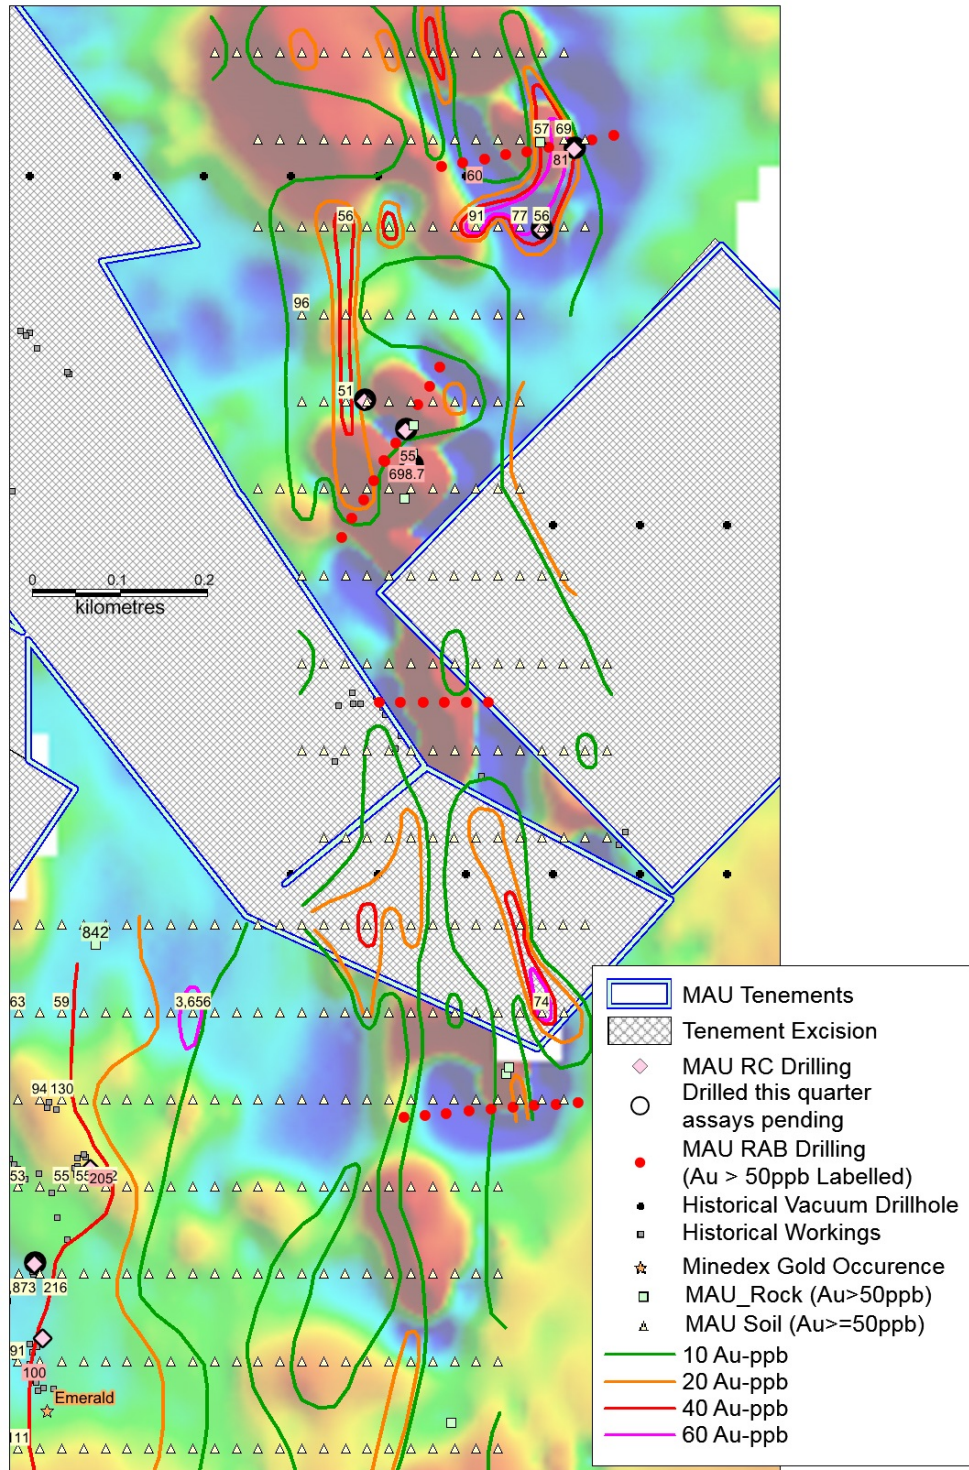 57 69
81
60
91 77 56
56
96
51
55
698.7
0 0.1 0.2
kilometres
842
63 59 3,656 74
94 130
53 55 55 2
205
,873 216
91
100
Emerald
111
MAU Tenements
Tenement Excision
MAU RC Drilling
Drilled this quarter
assays pending
MAU RAB Drilling
(Au > 50ppb Labelled)
Historical Vacuum Drillhole
Historical Workings
Minedex Gold Occurence
MAU_Rock (Au>50ppb)
MAU Soil (Au>=50ppb)
10 Au-ppb
20 Au-ppb
40 Au-ppb
60 Au-ppb